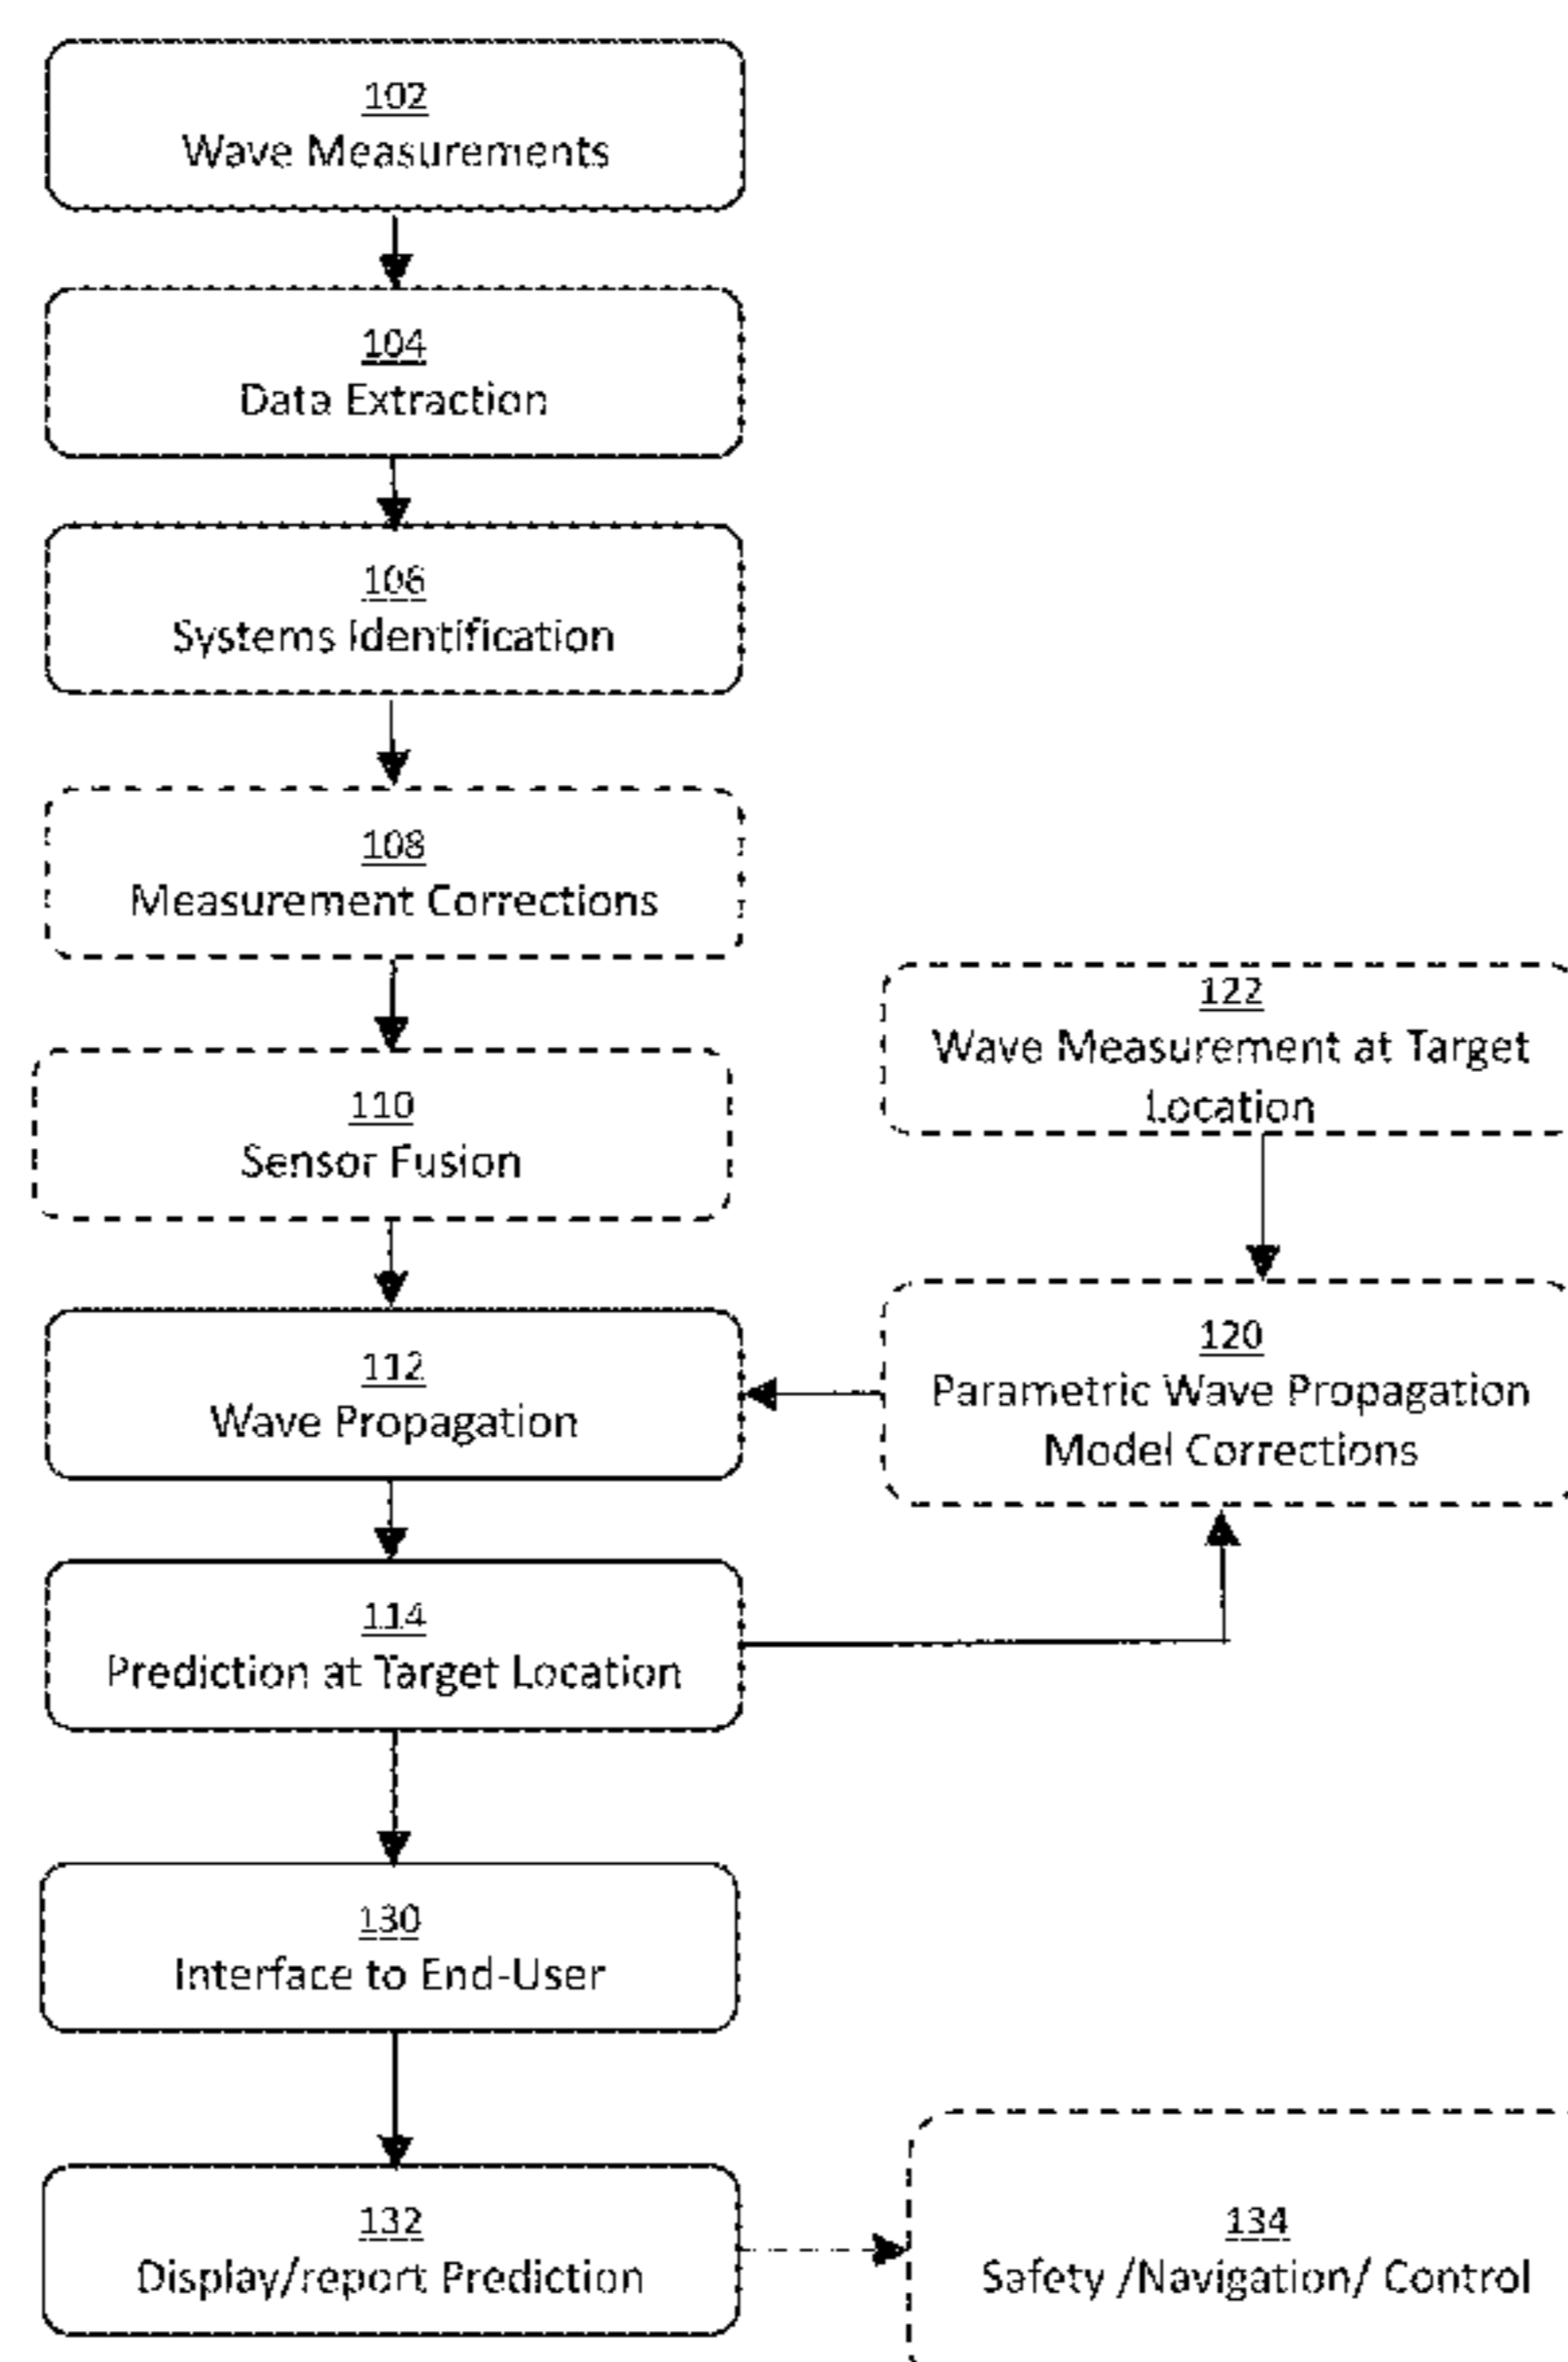 102
Wave Measurements
104
Data Extraction
106
Systems Identification
108
Measurement Corrections
110
Sensor Fusion
122
Wave Measurement at Target
Location
112
Wave Propagation
120
Parametric Wave Propagation
Model Corrections
114
Prediction at Target Location
130
Interface to End-User
132
Display/report Prediction
134
Safety /Navigation/ Control